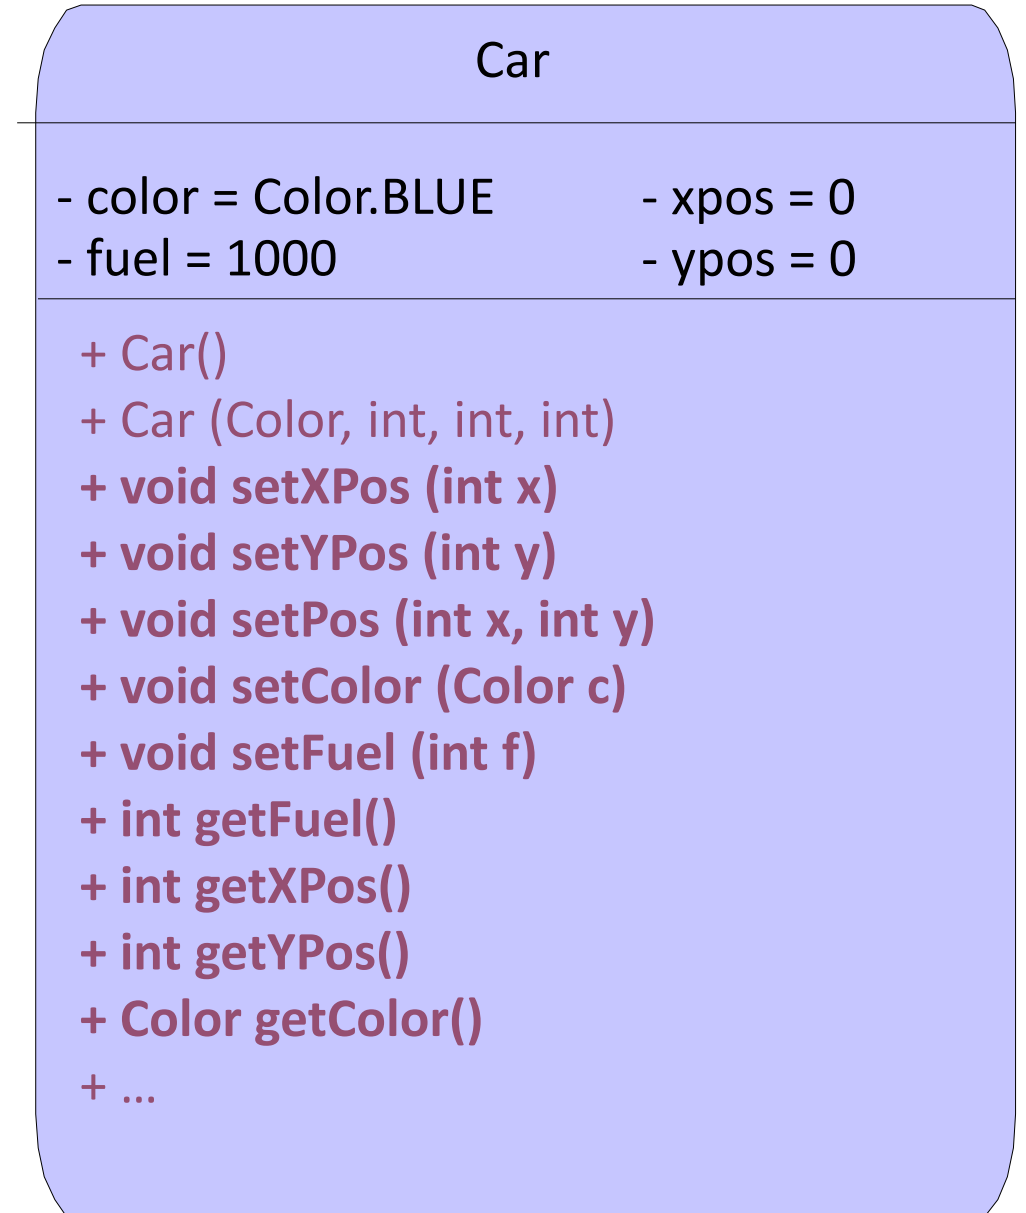 Car
- color = Color.BLUE - xpos = 0
- fuel = 1000 - ypos = 0
+ Car()
+ Car (Color, int, int, int)
+ void setXPos (int x)
+ void setYPos (int y)
+ void setPos (int x, int y)
+ void setColor (Color c)
+ void setFuel (int f)
+ int getFuel()
+ int getXPos()
+ int getYPos()
+ Color getColor()
+ ...